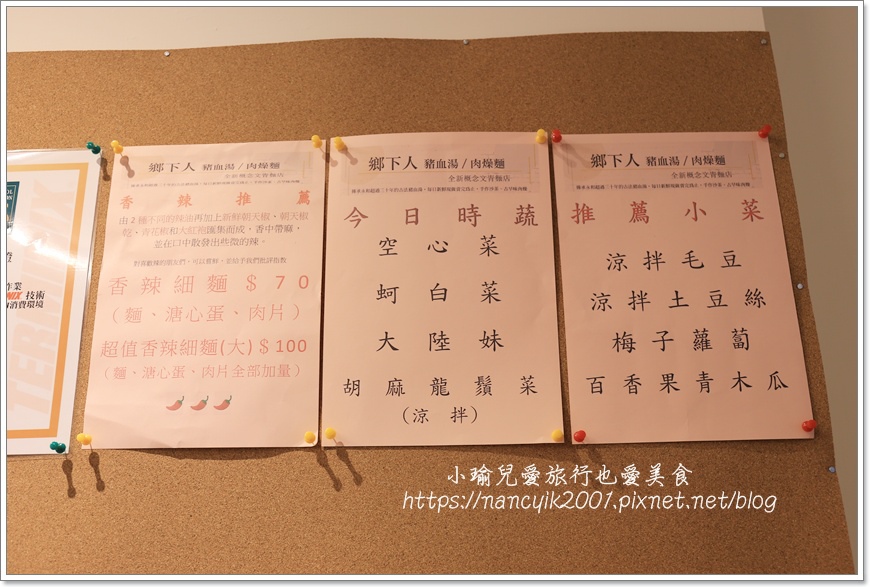 鄉下人 豬血湯 / 肉燥麵
全新概念文青麵店
香辣推薦
由2種不同的辣油再加上新鮮朝天椒、朝天椒
乾、青花椒和大紅袍匯集而成，香中帶麻，
並在口中散發出些微的辣。
香辣細麵 $ 70
（麵、溏心蛋、肉片）
超值香辣細麵(大) $ 100
（麵、溏心蛋、肉片全部加量）
鄉下人 豬血湯 / 肉燥麵
全新概念文青麵店
今日時蔬
空心菜
蚵白菜
大陸妹
胡麻龍鬚菜
（涼拌）
鄉下人 豬血湯 / 肉燥麵
全新概念文青麵店
推薦小菜
涼拌毛豆
涼拌土豆絲
梅子蘿蔔
百香果青木瓜
作業
技術
消費環境
小瑜兒愛旅行也愛美食
https://nancyik2001.pixnet.net/blog